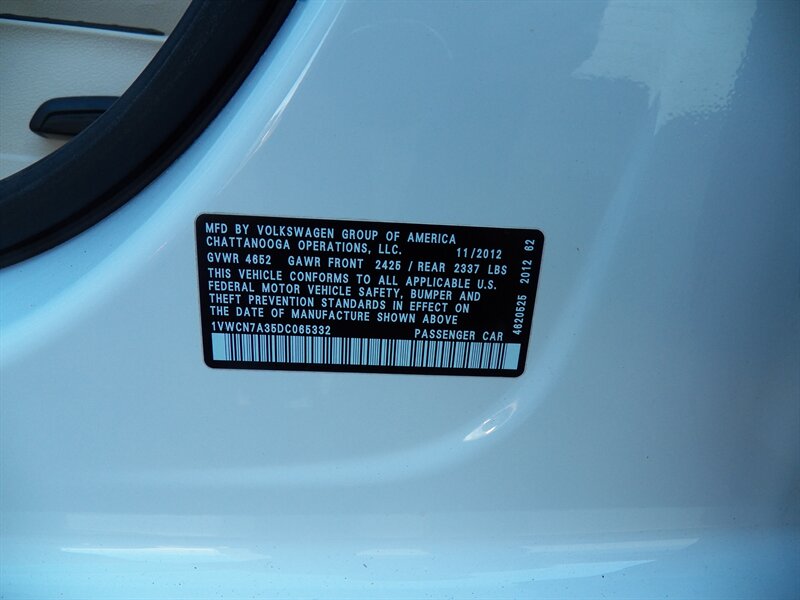 MFD BY VOLKSWAGEN GROUP OF AMERICA
CHATTANOOGA OPERATIONS, LLC. 11/2012
GVWR 4652 GAWR FRONT 2425 / REAR 2337 LBS
THIS VEHICLE CONFORMS TO ALL APPLICABLE U.S.
FEDERAL MOTOR VEHICLE SAFETY, BUMPER AND
THEFT PREVENTION STANDARDS IN EFFECT ON
THE DATE OF MANUFACTURE SHOWN ABOVE
1VWCN7A35DC065332 PASSENGER CAR
4620525 2012 62